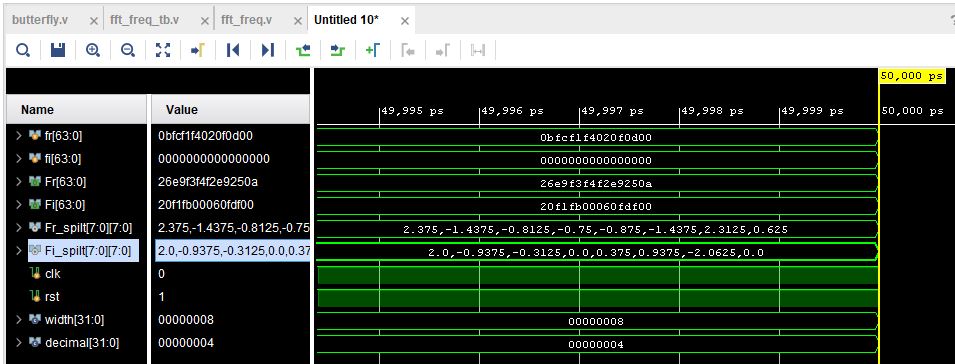 butterfly.v × fft_freq_tb.v × fft_freq.v × Untitled 10* × ?
50,000 ps
Name Value 49,995 ps 49,996 ps 49,997 ps 49,998 ps 49,999 ps 50,000 ps
fr[63:0] 0bfcf1f4020f0d00 0bfcf1f4020f0d00
fi[63:0] 0000000000000000 0000000000000000
Fr[63:0] 26e9f3f4f2e9250a 26e9f3f4f2e9250a
Fi[63:0] 20f1fb00060fdf00 20f1fb00060fdf00
Fr_spilt[7:0][7:0] 2.375,-1.4375,-0.8125,-0.75 2.375,-1.4375,-0.8125,-0.75,-0.875,-1.4375,2.3125,0.625
Fi_spilt[7:0][7:0] 2.0,-0.9375,-0.3125,0.0,0.37 2.0,-0.9375,-0.3125,0.0,0.375,0.9375,-2.0625,0.0
clk 0
rst 1
width[31:0] 00000008 00000008
decimal[31:0] 00000004 00000004